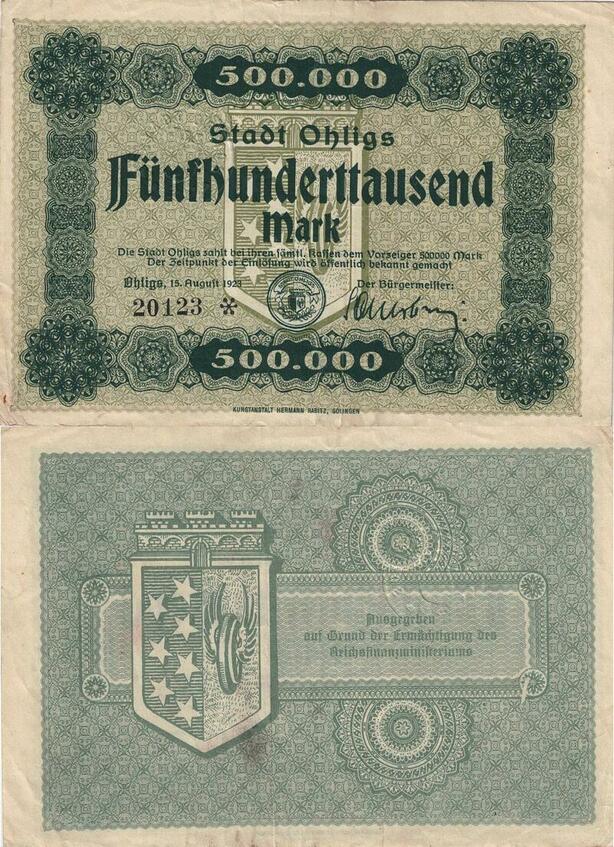 500.000
Stadt Ohligs
Fünfhunderttausend
Mark
Die Stadt Ohligs zahlt bei ihren sämtl. Kassen dem Vorzeiger 500000 Mark
Der Zeitpunkt der Einlösung wird öffentlich bekannt gemacht
Ohligs, 15. August 1923
Der Bürgermeister:
20123 *
500.000
KUNSTANSTALT HERMANN RABITZ, SOLINGEN
Ausgegeben
auf Grund der Ermächtigung des
Reichsfinanzministeriums